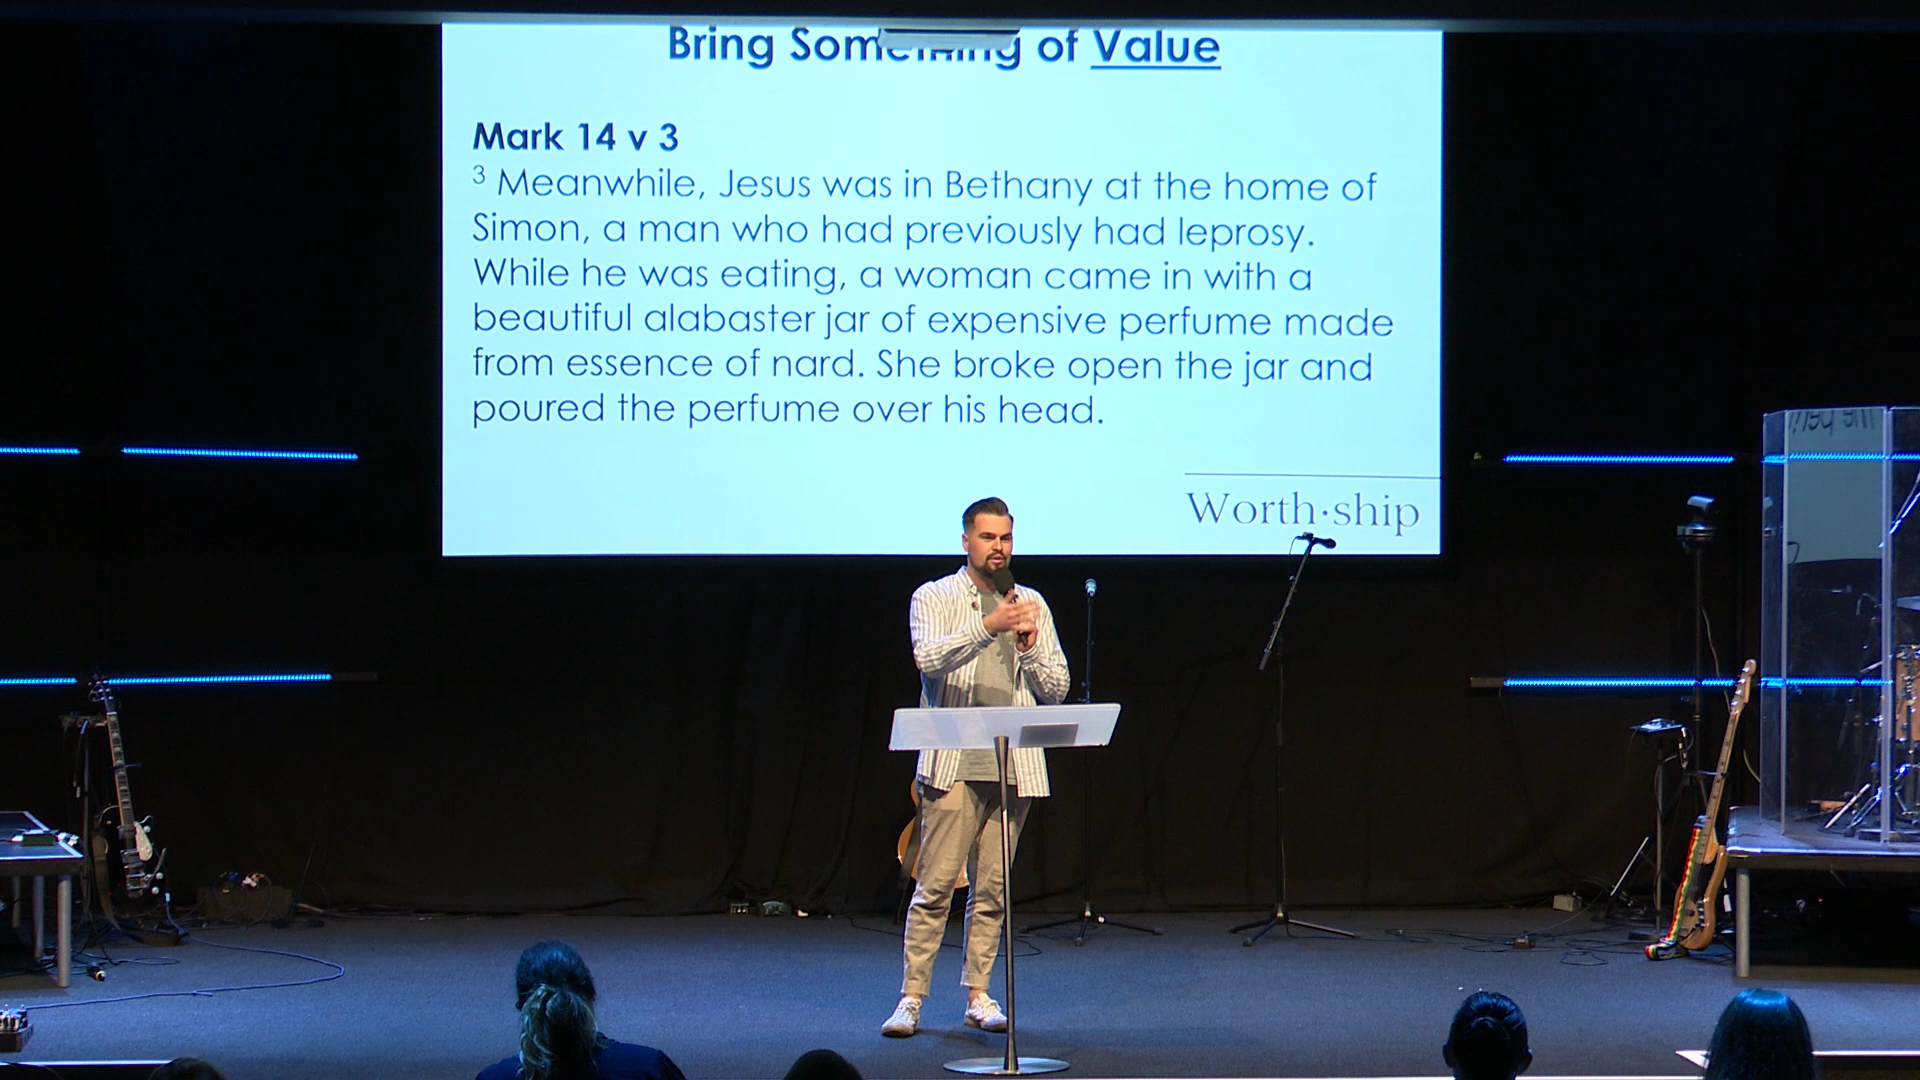 Bring Something of Value
Mark 14 v 3
3 Meanwhile, Jesus was in Bethany at the home of
Simon, a man who had previously had leprosy.
While he was eating, a woman came in with a
beautiful alabaster jar of expensive perfume made
from essence of nard. She broke open the jar and
poured the perfume over his head.
Worth·ship